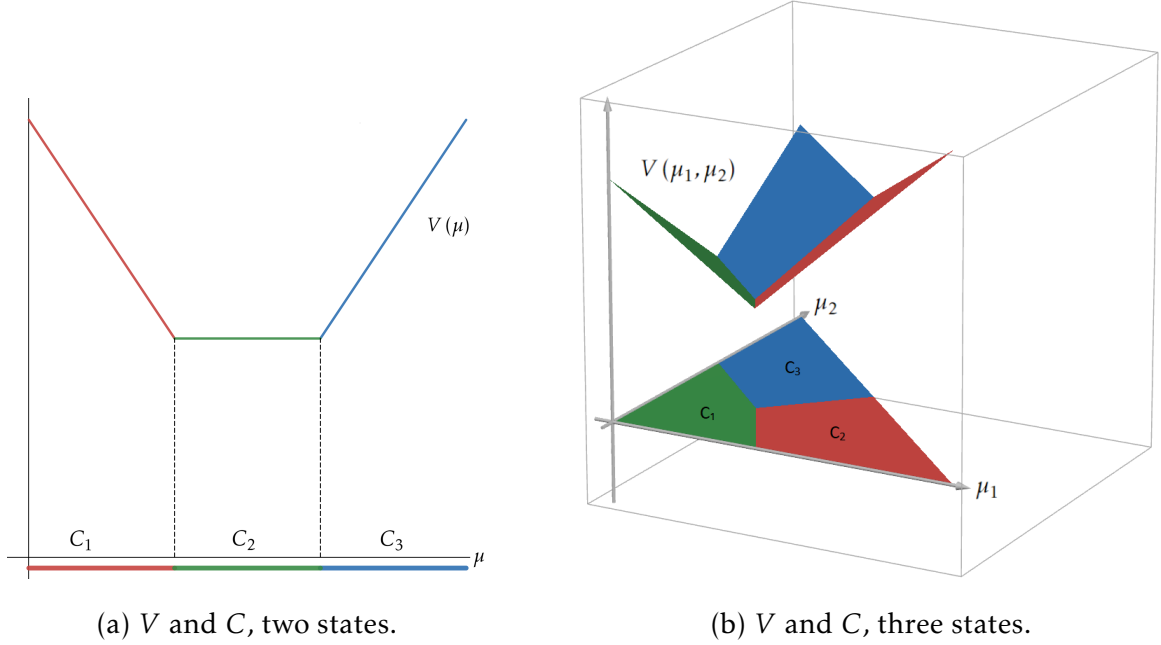 V(μ)
C₁
C₂
C₃
μ
(a) V and C, two states.
V(μ₁, μ₂)
μ₂
C₃
C₁
C₂
μ₁
(b) V and C, three states.